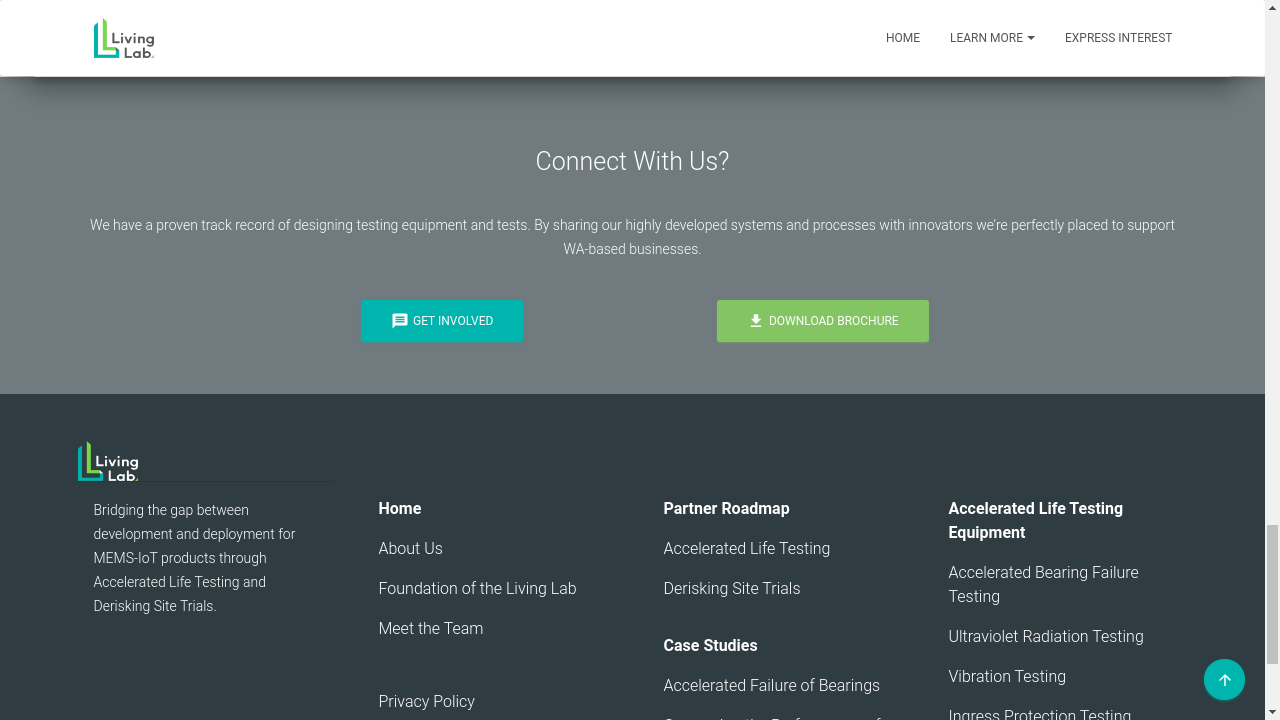 Living
Lab.
HOME
LEARN MORE
EXPRESS INTEREST
Connect With Us?
We have a proven track record of designing testing equipment and tests. By sharing our highly developed systems and processes with innovators we're perfectly placed to support
WA-based businesses.
GET INVOLVED
DOWNLOAD BROCHURE
Living
Lab.
Bridging the gap between
development and deployment for
MEMS-IoT products through
Accelerated Life Testing and
Derisking Site Trials.
Home
About Us
Foundation of the Living Lab
Meet the Team
Privacy Policy
Partner Roadmap
Accelerated Life Testing
Derisking Site Trials
Case Studies
Accelerated Failure of Bearings
Accelerated Life Testing
Equipment
Accelerated Bearing Failure
Testing
Ultraviolet Radiation Testing
Vibration Testing
Ingress Protection Testing